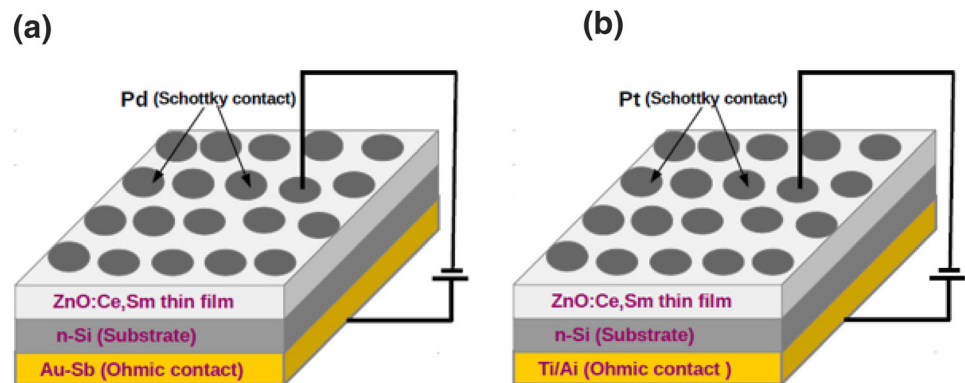 (a)
Pd (Schottky contact)
ZnO:Ce,Sm thin film
n-Si (Substrate)
Au-Sb (Ohmic contact)
(b)
Pt (Schottky contact)
ZnO:Ce,Sm thin film
n-Si (Substrate)
Ti/Ai (Ohmic contact )